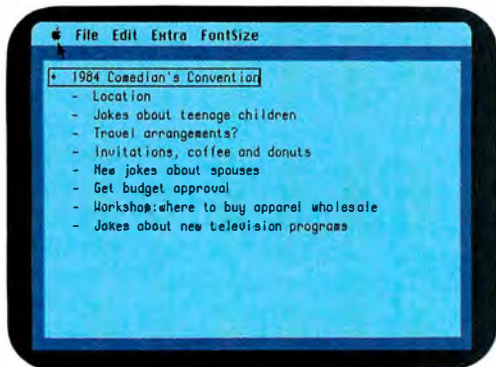 File Edit Extra FontSize
+ 1984 Comedian's Convention
- Location
- Jokes about teenage children
- Travel arrangements?
- Invitations, coffee and donuts
- New jokes about spouses
- Get budget approval
- Workshop:where to buy apparel wholesale
- Jokes about new television programs